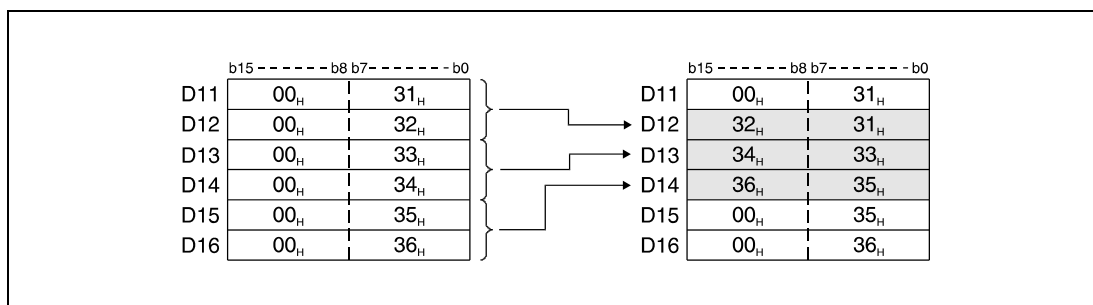 b15 ------ b8 b7 ------ b0 b15 ------ b8 b7 ------ b0
D11 00H 31H D11 00H 31H
D12 00H 32H D12 32H 31H
D13 00H 33H D13 34H 33H
D14 00H 34H D14 36H 35H
D15 00H 35H D15 00H 35H
D16 00H 36H D16 00H 36H